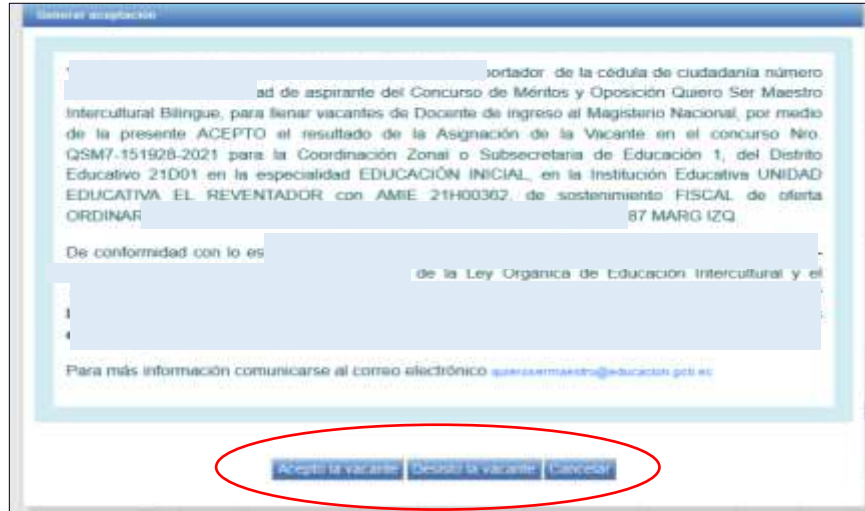 Generar aceptación
portador de la cédula de ciudadanía número
ad de aspirante del Concurso de Méritos y Oposición Quiero Ser Maestro
Intercultural Bilingue, para llenar vacantes de Docente de ingreso al Magisterio Nacional, por medio
de la presente ACEPTO el resultado de la Asignación de la Vacante en el concurso Nro.
QSM7-151928-2021 para la Coordinación Zonal o Subsecretaria de Educación 1, del Distrito
Educativo 21D01 en la especialidad EDUCACIÓN INICIAL, en la Institución Educativa UNIDAD
EDUCATIVA EL REVENTADOR con AMIE 21H00362, de sostenimiento FISCAL de oferta
ORDINAR 87 MARG IZQ
De conformidad con lo es
de la Ley Orgánica de Educación Intercultural y el
Para más información comunicarse al correo electrónico quierosermaestro@educacion.gob.ec
Acepto la vacante Desisto la vacante Cancelar